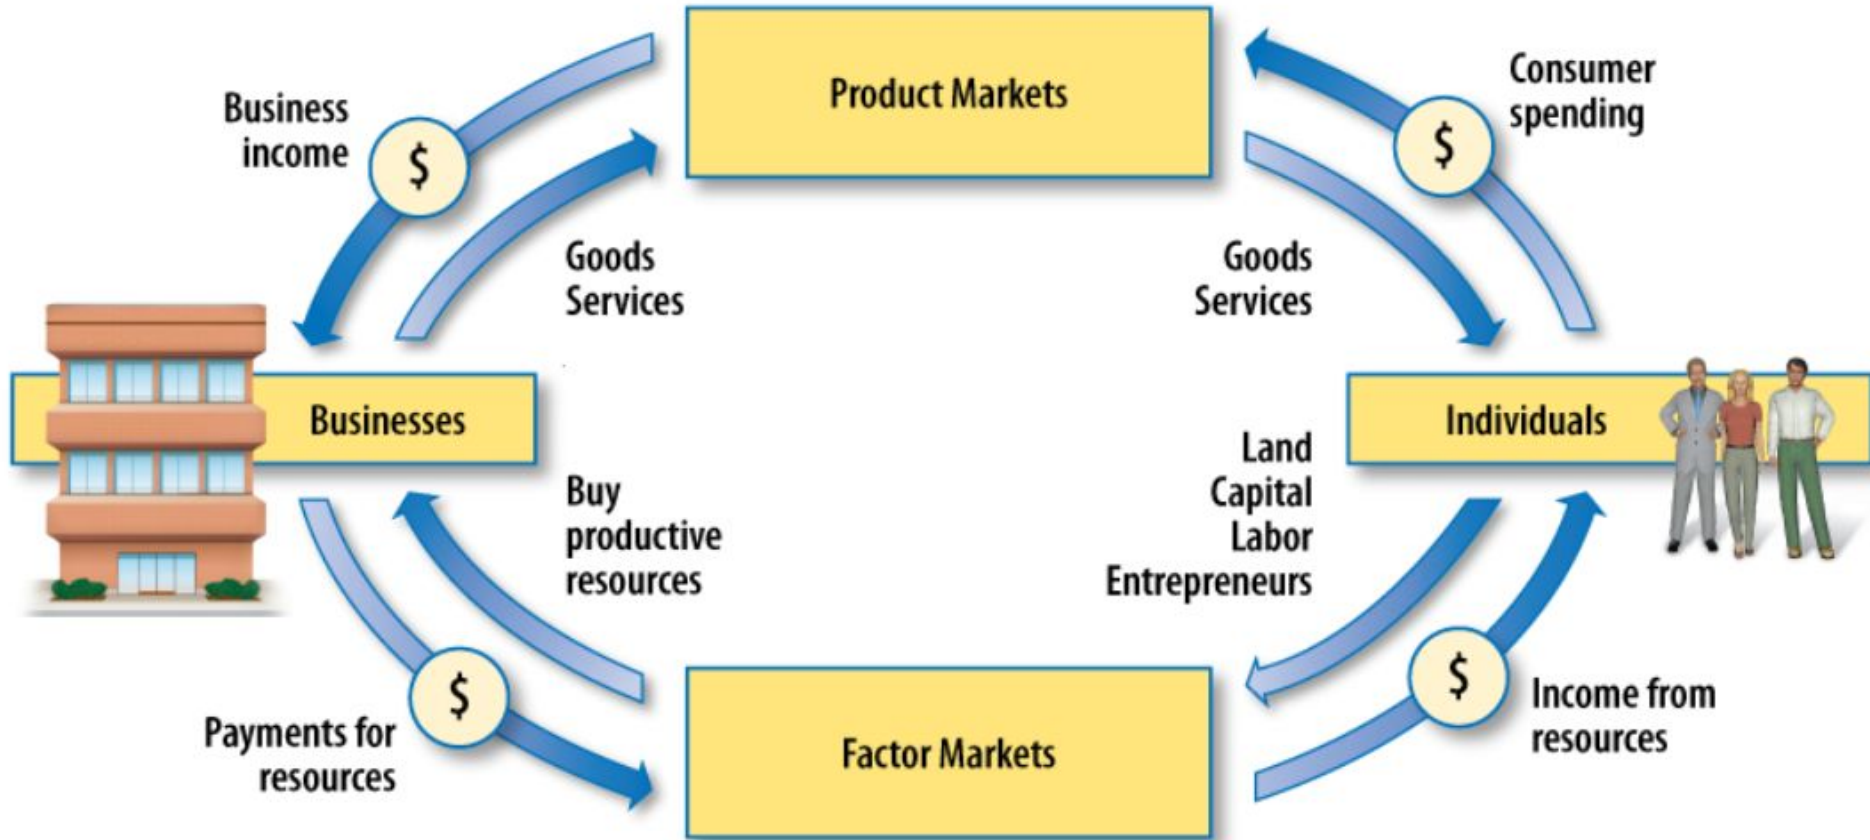 Product Markets
Consumer
spending
$
Business
income
$
Goods
Services
Goods
Services
Businesses
Individuals
Buy
productive
resources
Land
Capital
Labor
Entrepreneurs
$
Payments for
resources
Factor Markets
$
Income from
resources